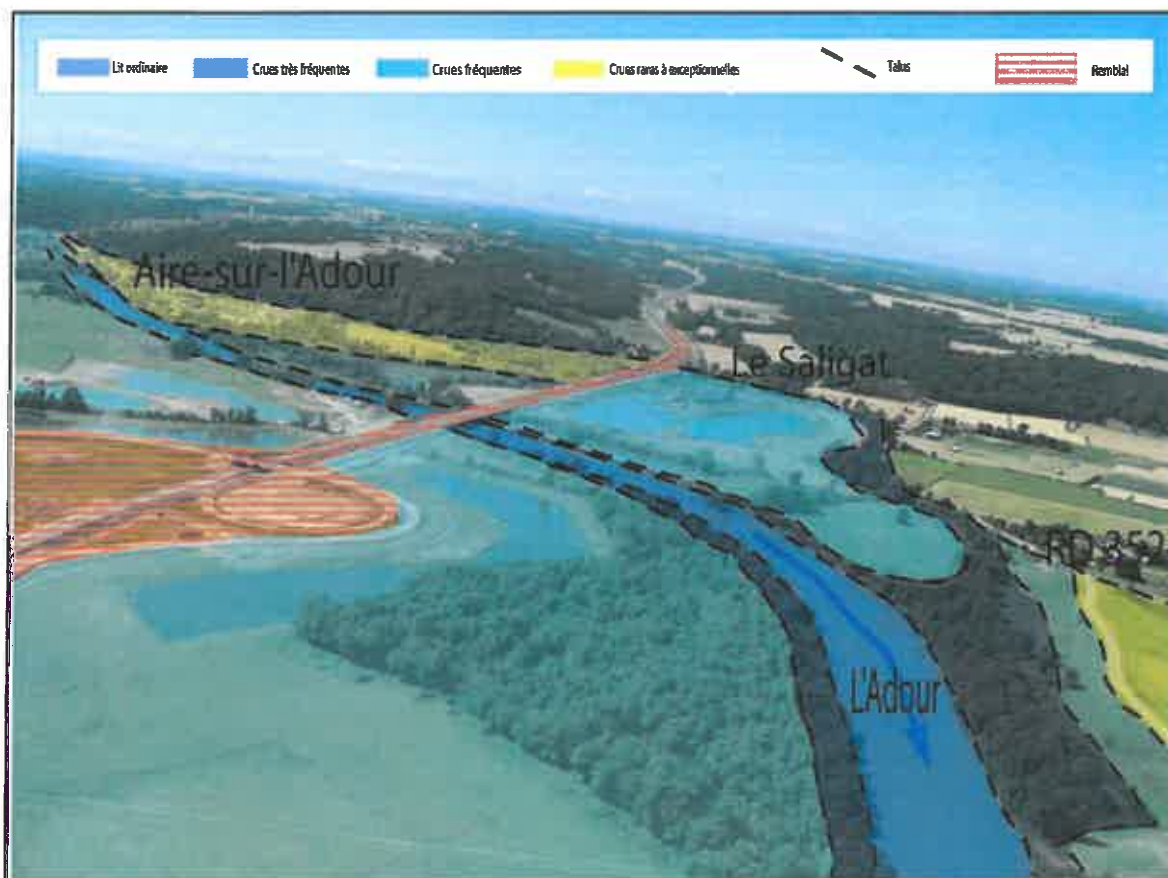 Lit ordinaire
Crues très fréquentes
Crues fréquentes
Crues rares à exceptionnelles
Talus
Remblai
Aire-sur-l'Adour
Le Saligat
RD 352
L'Adour